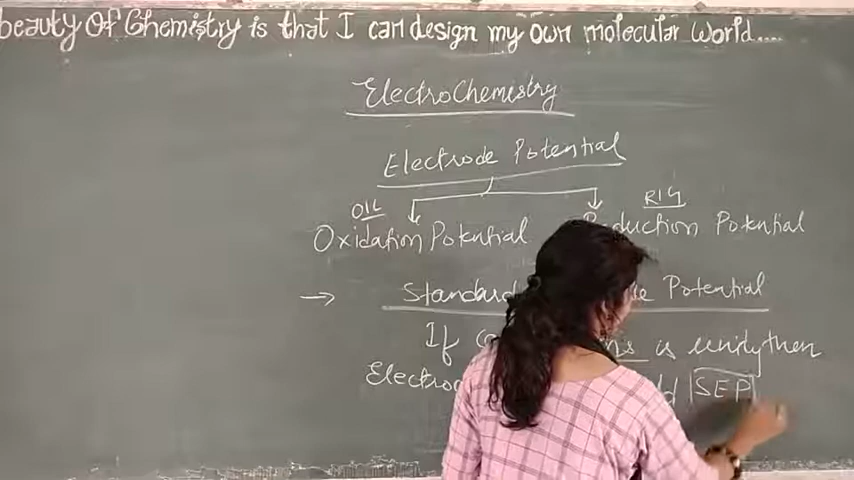 beauty Of Chemistry is that I can design my own molecular world....
ElectroChemistry
Electrode Potential
OIL RIG
Oxidation Potential Reduction Potential
→ Standard Potential
If is unity then
SEP